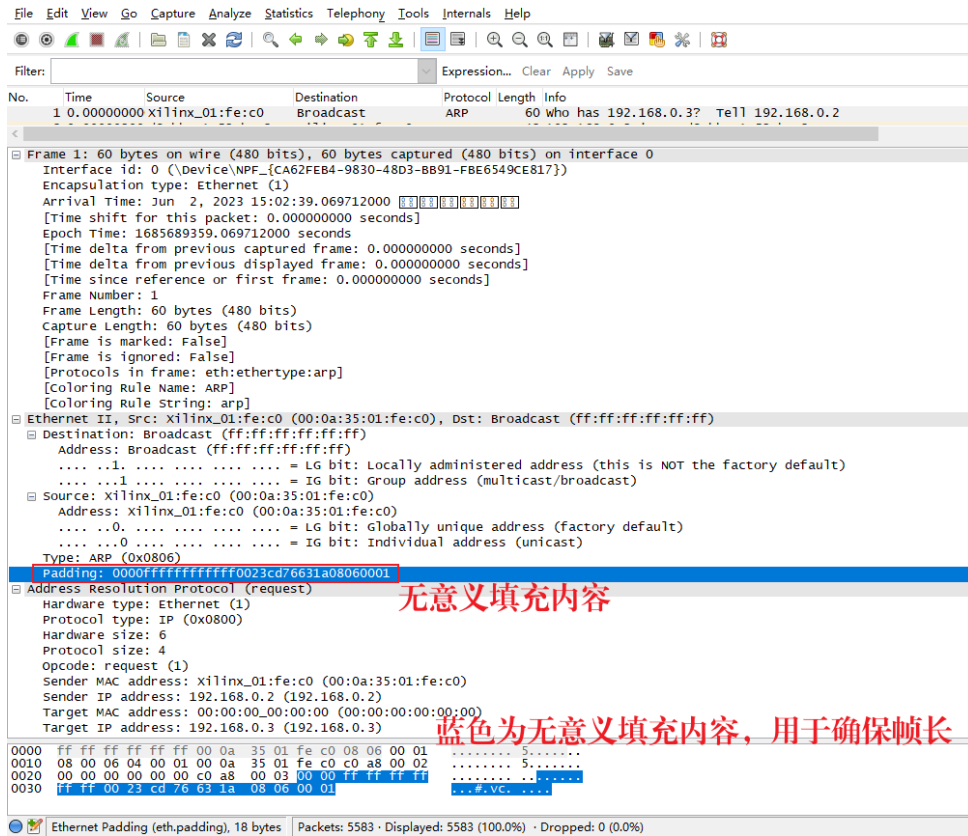 File Edit View Go Capture Analyze Statistics Telephony Tools Internals Help
Filter: Expression... Clear Apply Save
No. Time Source Destination Protocol Length Info
1 0.00000000 Xilinx_01:fe:c0 Broadcast ARP 60 Who has 192.168.0.3? Tell 192.168.0.2
Frame 1: 60 bytes on wire (480 bits), 60 bytes captured (480 bits) on interface 0
Interface id: 0 (\Device\NPF_{CA62FEB4-9830-48D3-BB91-FBE6549CE817})
Encapsulation type: Ethernet (1)
Arrival Time: Jun 2, 2023 15:02:39.069712000
[Time shift for this packet: 0.000000000 seconds]
Epoch Time: 1685689359.069712000 seconds
[Time delta from previous captured frame: 0.000000000 seconds]
[Time delta from previous displayed frame: 0.000000000 seconds]
[Time since reference or first frame: 0.000000000 seconds]
Frame Number: 1
Frame Length: 60 bytes (480 bits)
Capture Length: 60 bytes (480 bits)
[Frame is marked: False]
[Frame is ignored: False]
[Protocols in frame: eth:ethertype:arp]
[Coloring Rule Name: ARP]
[Coloring Rule String: arp]
Ethernet II, Src: Xilinx_01:fe:c0 (00:0a:35:01:fe:c0), Dst: Broadcast (ff:ff:ff:ff:ff:ff)
Destination: Broadcast (ff:ff:ff:ff:ff:ff)
Address: Broadcast (ff:ff:ff:ff:ff:ff)
.... ..1. .... .... .... .... = LG bit: Locally administered address (this is NOT the factory default)
.... ...1 .... .... .... .... = IG bit: Group address (multicast/broadcast)
Source: Xilinx_01:fe:c0 (00:0a:35:01:fe:c0)
Address: Xilinx_01:fe:c0 (00:0a:35:01:fe:c0)
.... ..0. .... .... .... .... = LG bit: Globally unique address (factory default)
.... ...0 .... .... .... .... = IG bit: Individual address (unicast)
Type: ARP (0x0806)
Padding: 0000ffffffffffff0023cd76631a08060001
Address Resolution Protocol (request)
无意义填充内容
Hardware type: Ethernet (1)
Protocol type: IP (0x0800)
Hardware size: 6
Protocol size: 4
Opcode: request (1)
Sender MAC address: Xilinx_01:fe:c0 (00:0a:35:01:fe:c0)
Sender IP address: 192.168.0.2 (192.168.0.2)
Target MAC address: 00:00:00_00:00:00 (00:00:00:00:00:00)
Target IP address: 192.168.0.3 (192.168.0.3)
蓝色为无意义填充内容，用于确保帧长
0000 ff ff ff ff ff ff 00 0a 35 01 fe c0 08 06 00 01 ........ 5.......
0010 08 00 06 04 00 01 00 0a 35 01 fe c0 c0 a8 00 02 ........ 5.......
0020 00 00 00 00 00 00 c0 a8 00 03 00 00 ff ff ff ff ........ ........
0030 ff ff 00 23 cd 76 63 1a 08 06 00 01 ...#.vc. ....
Ethernet Padding (eth.padding), 18 bytes Packets: 5583 · Displayed: 5583 (100.0%) · Dropped: 0 (0.0%)